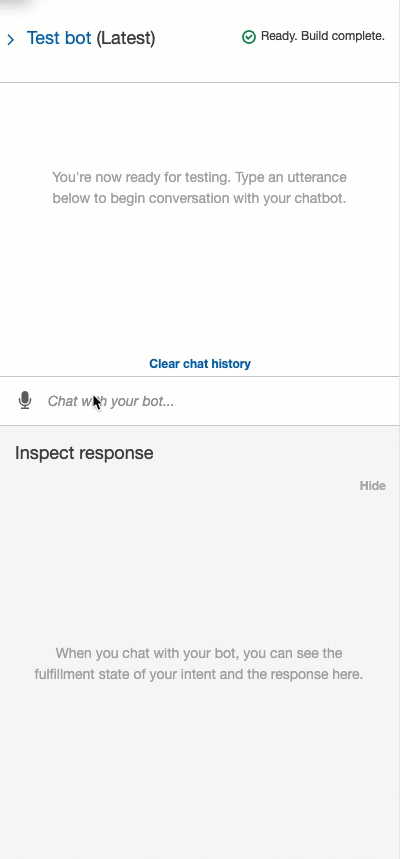 Test bot (Latest)
Ready. Build complete.
You're now ready for testing. Type an utterance
below to begin conversation with your chatbot.
Clear chat history
Chat with your bot...
Inspect response
Hide
When you chat with your bot, you can see the
fulfillment state of your intent and the response here.